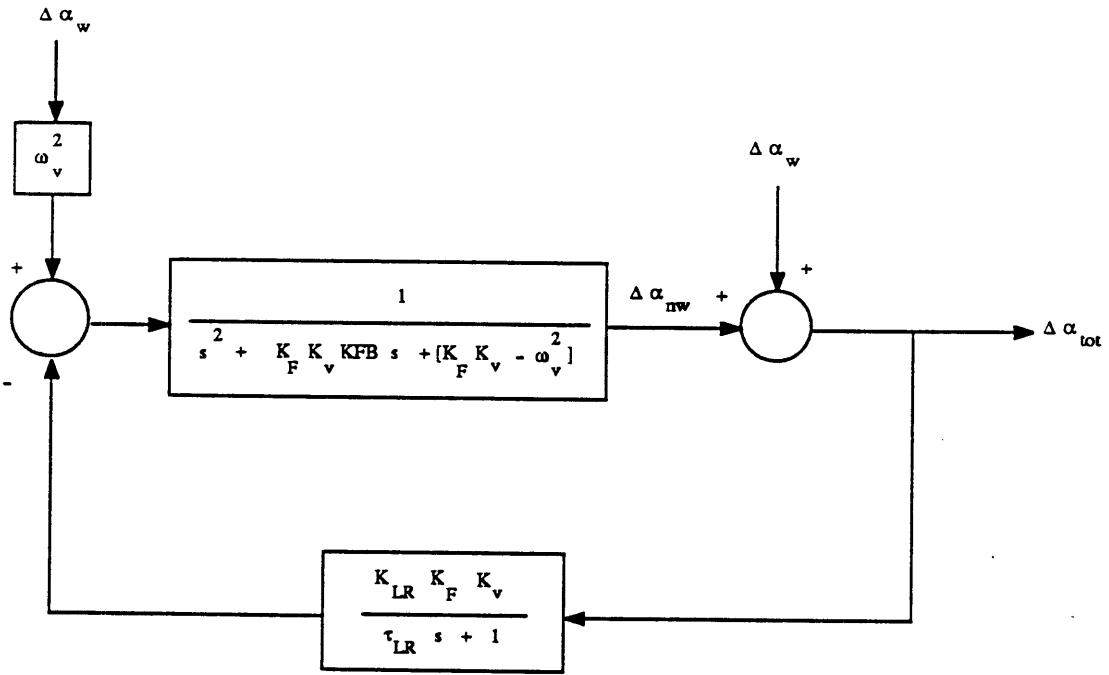 Δ α_w
ω_v^2
Δ α_w
+
+
1
s^2 + K_F K_v KFB s + [K_F K_v - ω_v^2]
Δ α_nw
+
Δ α_tot
-
K_LR K_F K_v
τ_LR s + 1